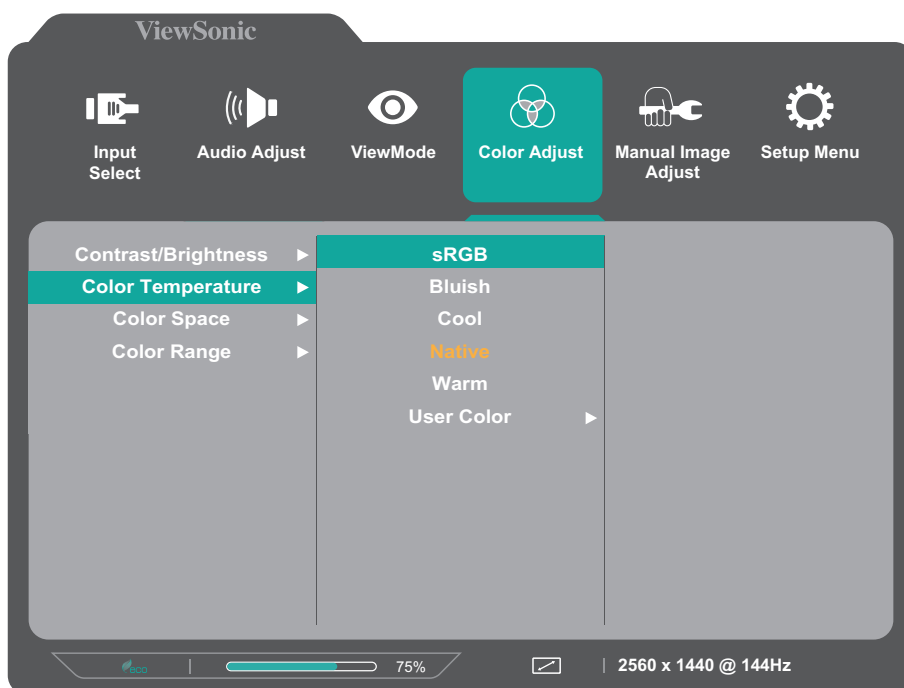 ViewSonic
Input Select
Audio Adjust
ViewMode
Color Adjust
Manual Image Adjust
Setup Menu
Contrast/Brightness
Color Temperature
Color Space
Color Range
sRGB
Bluish
Cool
Native
Warm
User Color
eco
75%
2560 x 1440 @ 144Hz